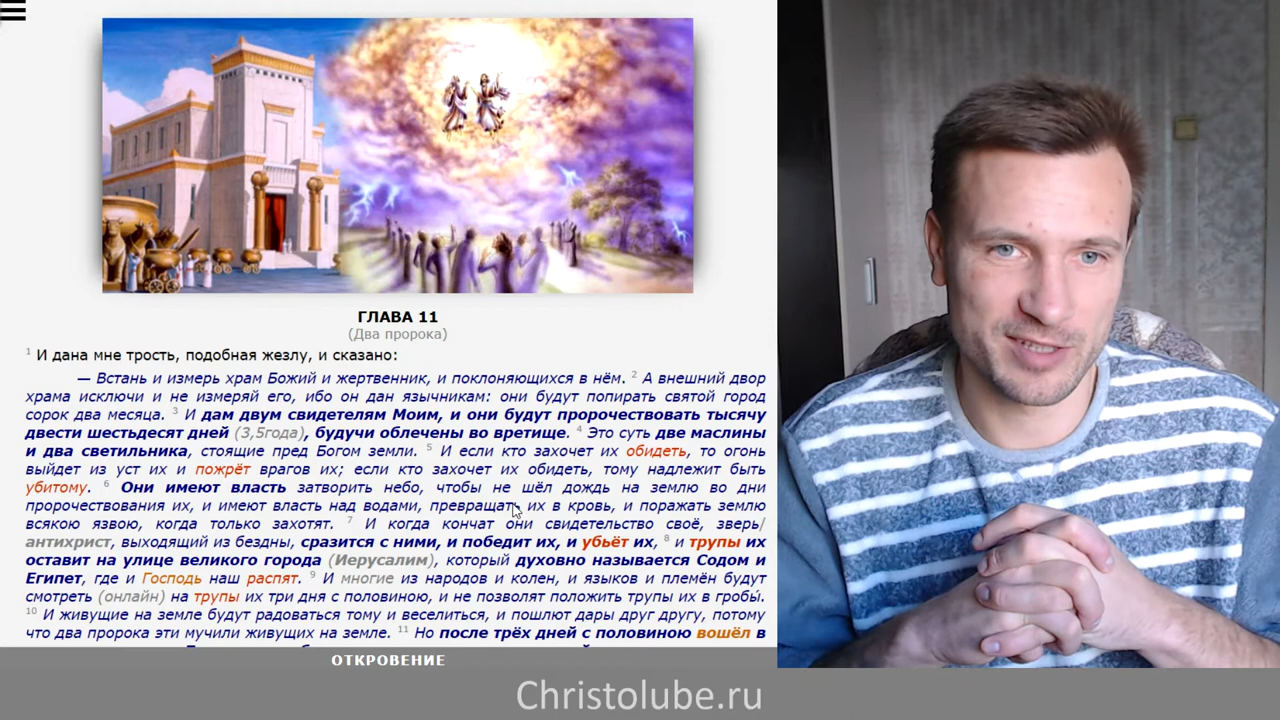 ГЛАВА 11
(Два пророка)
1 И дана мне трость, подобная жезлу, и сказано:
— Встань и измерь храм Божий и жертвенник, и поклоняющихся в нём. 2 А внешний двор
храма исключи и не измеряй его, ибо он дан язычникам: они будут попирать святой город
сорок два месяца. 3 И дам двум свидетелям Моим, и они будут пророчествовать тысячу
двести шестьдесят дней (3,5года), будучи облечены во вретище. 4 Это суть две маслины
и два светильника, стоящие пред Богом земли. 5 И если кто захочет их обидеть, то огонь
выйдет из уст их и пожрёт врагов их; если кто захочет их обидеть, тому надлежит быть
убитому. 6 Они имеют власть затворить небо, чтобы не шёл дождь на землю во дни
пророчествования их, и имеют власть над водами, превращать их в кровь, и поражать землю
всякою язвою, когда только захотят. 7 И когда кончат они свидетельство своё, зверь/
антихрист, выходящий из бездны, сразится с ними, и победит их, и убьёт их, 8 и трупы их
оставит на улице великого города (Иерусалим), который духовно называется Содом и
Египет, где и Господь наш распят. 9 И многие из народов и колен, и языков и племён будут
смотреть (онлайн) на трупы их три дня с половиною, и не позволят положить трупы их в гробы́.
10 И живущие на земле будут радоваться тому и веселиться, и пошлют дары друг другу, потому
что два пророка эти мучили живущих на земле. 11 Но после трёх дней с половиною вошёл в
ОТКРОВЕНИЕ
Christolube.ru